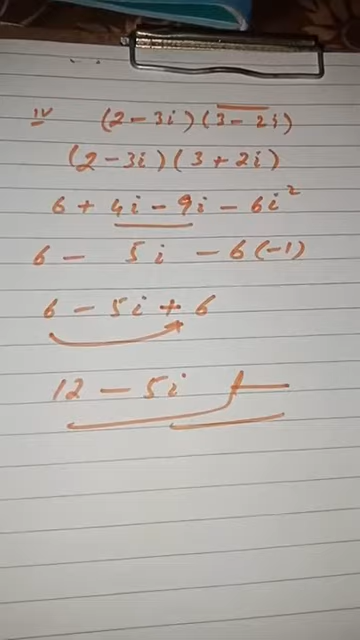 iv (2 - 3i) (\overline{3 - 2i})
(2 - 3i) (3 + 2i)
6 + 4i - 9i - 6i²
6 - 5i - 6(-1)
6 - 5i + 6
12 - 5i